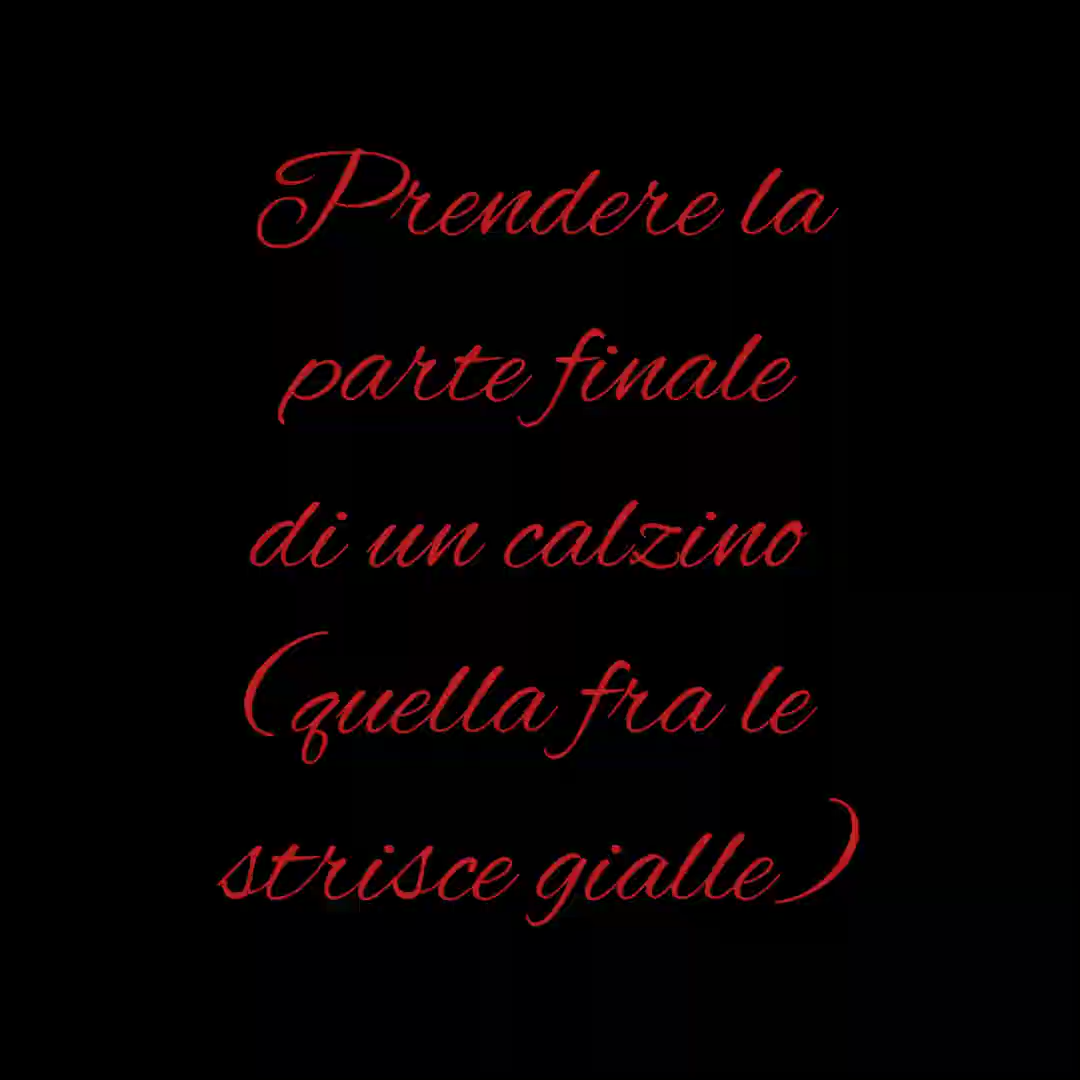 Prendere la
parte finale
di un calzino
(quella fra le
strisce gialle)